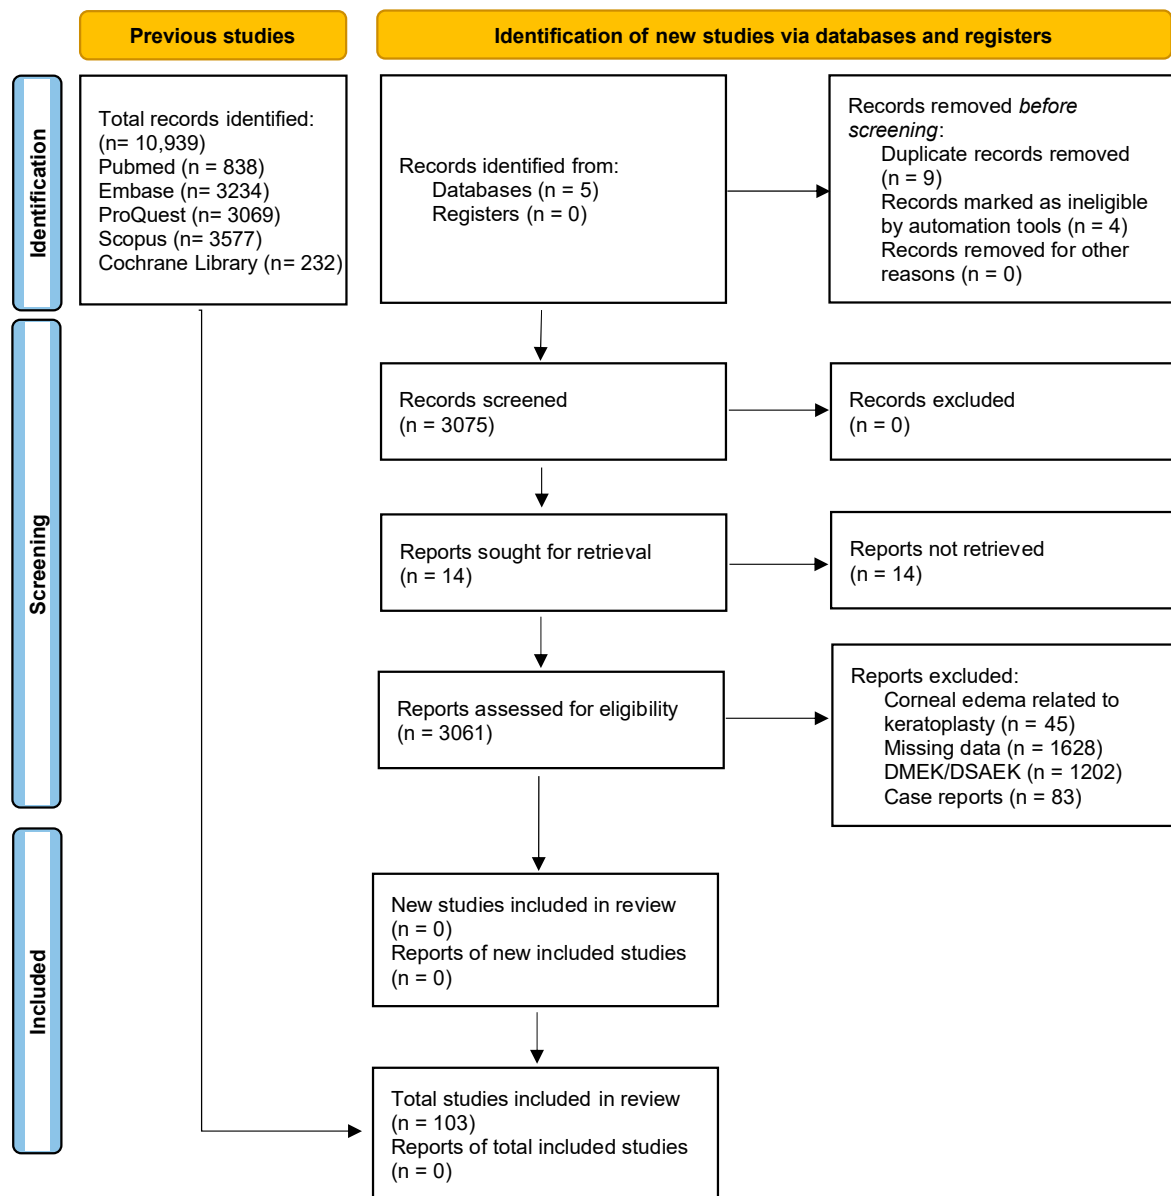 Previous studies
Identification of new studies via databases and registers
Identification
Total records identified:
(n= 10,939)
Pubmed (n = 838)
Embase (n= 3234)
ProQuest (n= 3069)
Scopus (n= 3577)
Cochrane Library (n= 232)
Records identified from:
Databases (n = 5)
Registers (n = 0)
Records removed before
screening:
Duplicate records removed
(n = 9)
Records marked as ineligible
by automation tools (n = 4)
Records removed for other
reasons (n = 0)
Screening
Records screened
(n = 3075)
Records excluded
(n = 0)
Reports sought for retrieval
(n = 14)
Reports not retrieved
(n = 14)
Reports assessed for eligibility
(n = 3061)
Reports excluded:
Corneal edema related to
keratoplasty (n = 45)
Missing data (n = 1628)
DMEK/DSAEK (n = 1202)
Case reports (n = 83)
Included
New studies included in review
(n = 0)
Reports of new included studies
(n = 0)
Total studies included in review
(n = 103)
Reports of total included studies
(n = 0)